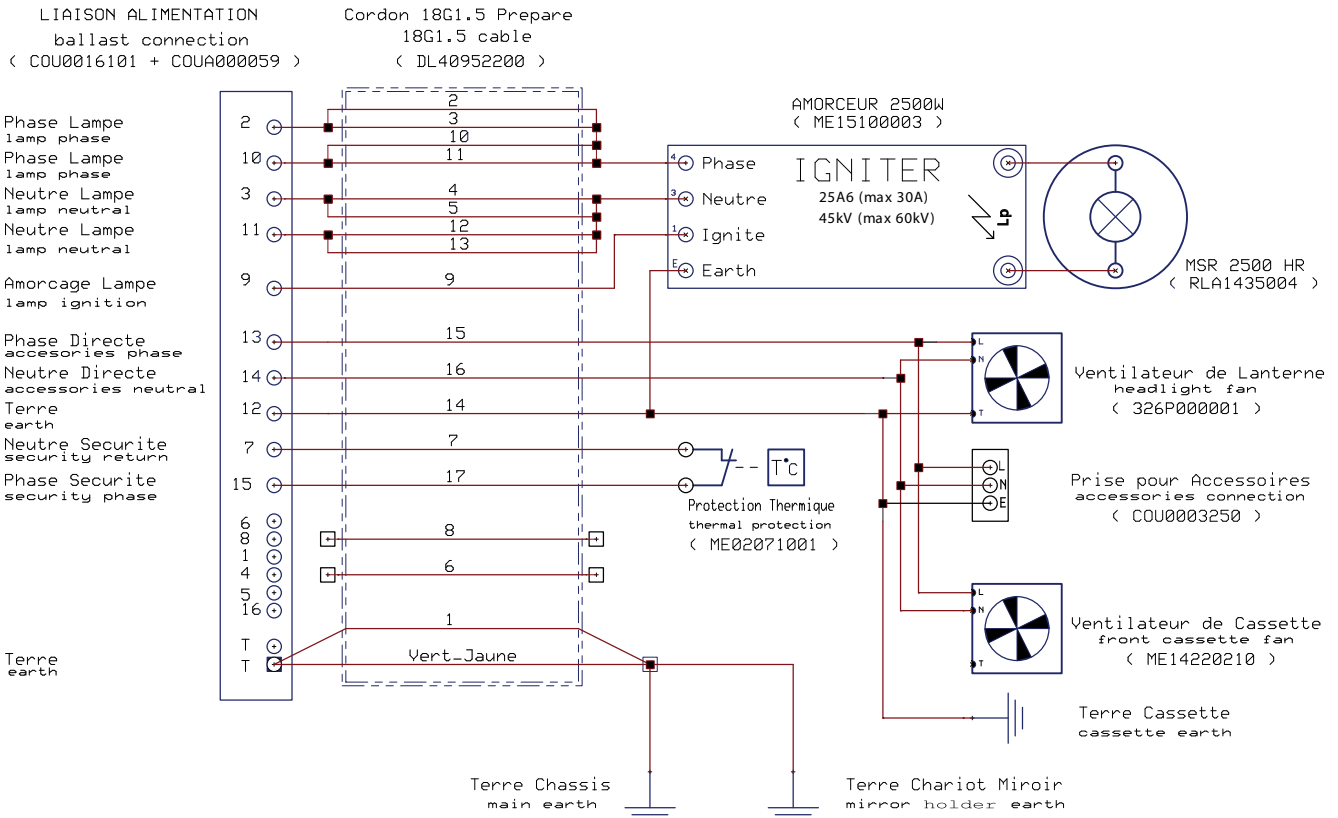 LIAISON ALIMENTATION
ballast connection
( COU0016101 + COUA000059 )
Cordon 18G1.5 Prepare
18G1.5 cable
( DL40952200 )
Phase Lampe
lamp phase
2
2
3
Phase Lampe
lamp phase
10
10
11
Neutre Lampe
lamp neutral
3
4
5
Neutre Lampe
lamp neutral
11
12
13
Amorcage Lampe
lamp ignition
9
9
AMORCEUR 2500W
( ME15100003 )
4 Phase
3 Neutre
1 Ignite
E Earth
IGNITER
25A6 (max 30A)
45kV (max 60kV)
Lp
MSR 2500 HR
( RLA1435004 )
Phase Directe
accesories phase
13
15
Neutre Directe
accessories neutral
14
16
Terre
earth
12
14
Neutre Securite
security return
7
7
Phase Securite
security phase
15
17
T°C
Protection Thermique
thermal protection
( ME02071001 )
L
N
T
Ventilateur de Lanterne
headlight fan
( 326P000001 )
L
N
E
Prise pour Accessoires
accessories connection
( COU0003250 )
6
8
8
1
4
6
5
16
L
N
T
Ventilateur de Cassette
front cassette fan
( ME14220210 )
1
T
T
Vert_Jaune
Terre
earth
Terre Cassette
cassette earth
Terre Chassis
main earth
Terre Chariot Miroir
mirror holder earth